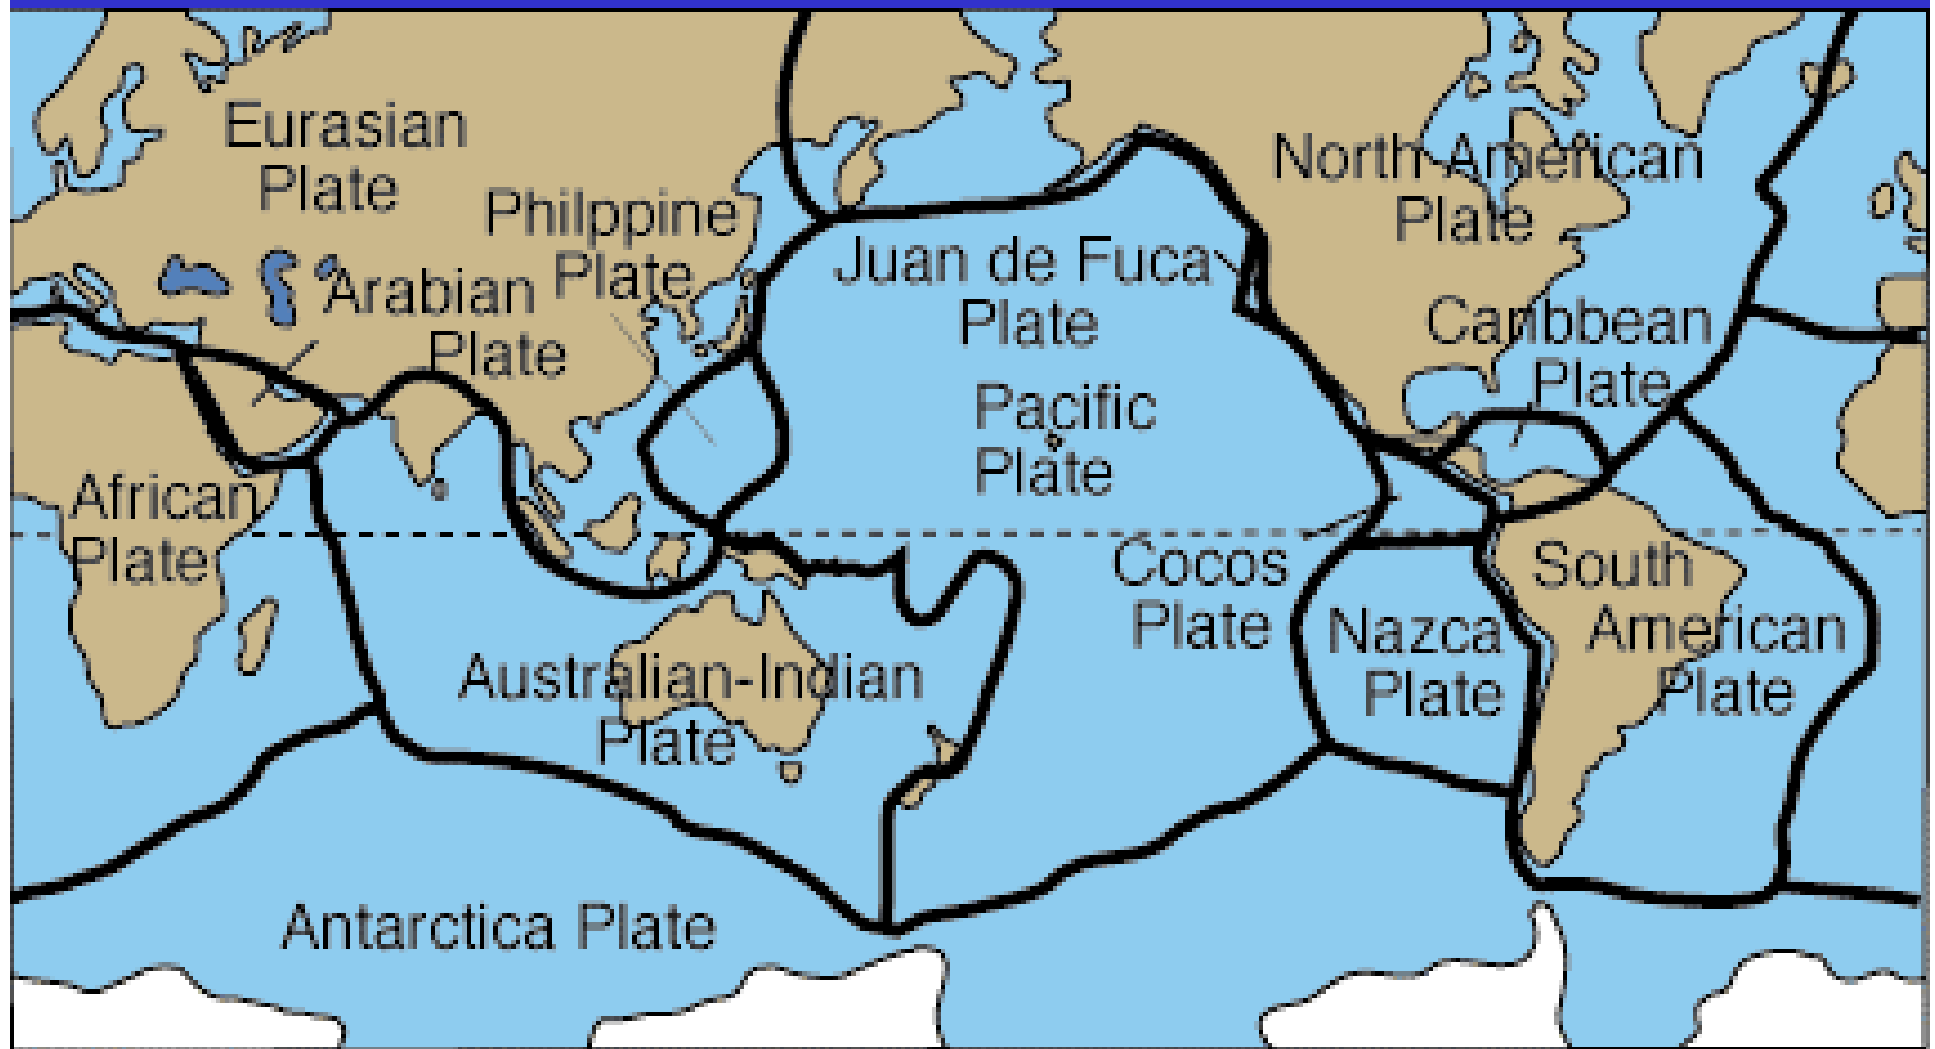 Eurasian
Plate
Philppine
Plate
Arabian
Plate
North American
Plate
Juan de Fuca
Plate
Caribbean
Plate
Pacific
Plate
African
Plate
Cocos
Plate
South
American
Plate
Nazca
Plate
Australian-Indian
Plate
Antarctica Plate